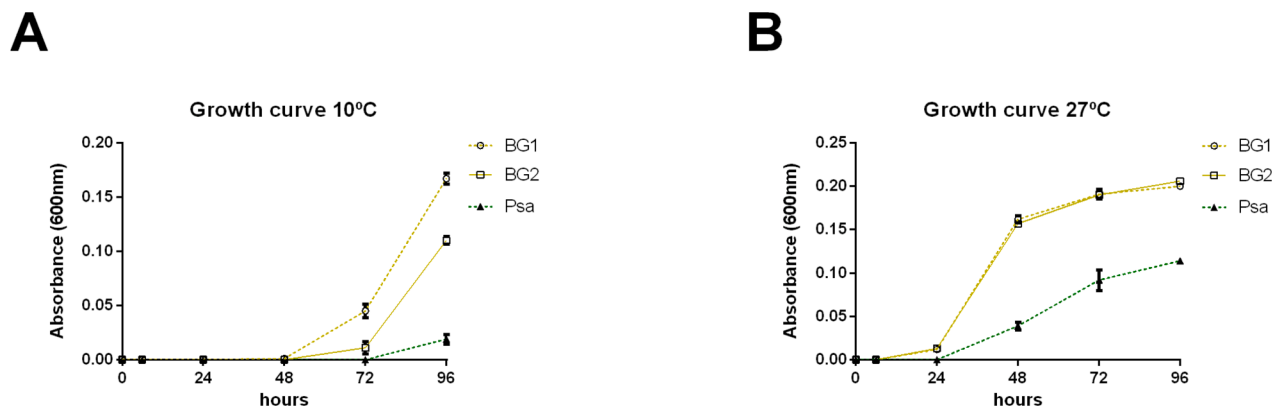 A
Growth curve 10ºC
Absorbance (600nm)
0.20
0.15
0.10
0.05
0.00
0 24 48 72 96
hours
BG1
BG2
Psa
B
Growth curve 27ºC
Absorbance (600nm)
0.25
0.20
0.15
0.10
0.05
0.00
0 24 48 72 96
hours
BG1
BG2
Psa